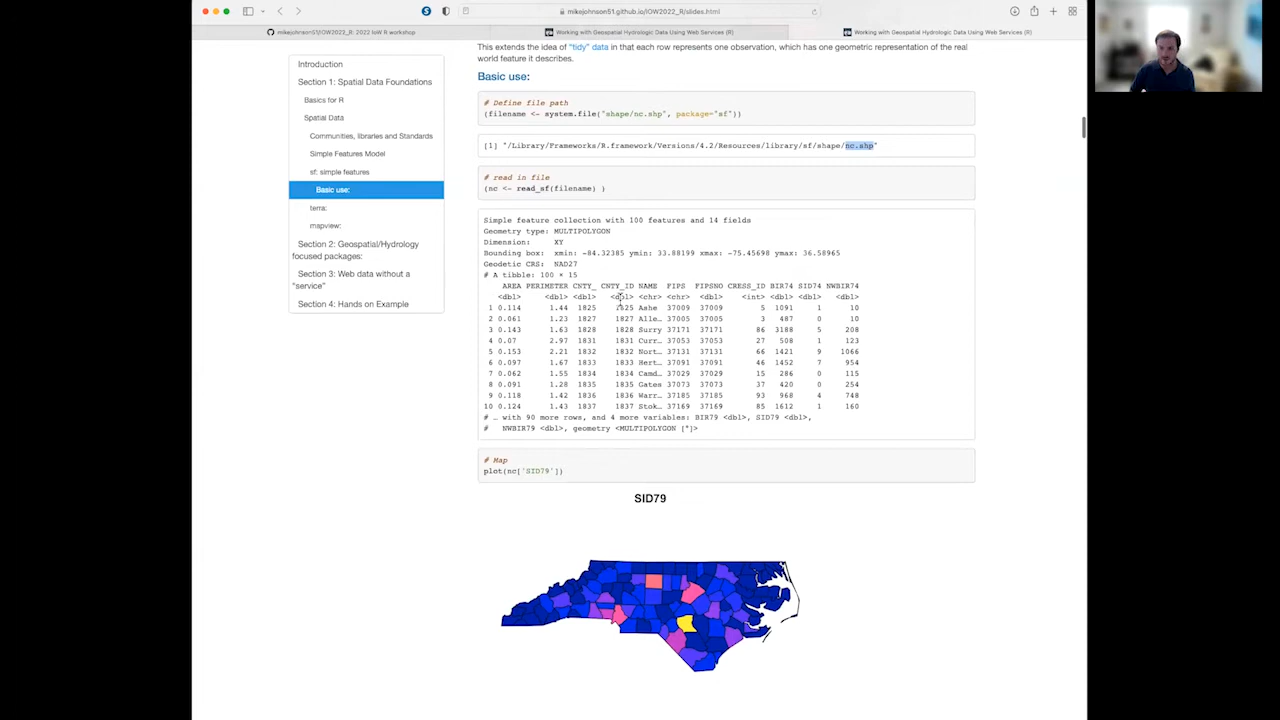 mikejohnson51.github.io/IOW2022_R/slides.html
mikejohnson51/IOW2022_R: 2022 IoW R workshop
Working with Geospatial Hydrologic Data Using Web Services (R)
Working with Geospatial Hydrologic Data Using Web Services (R)
Introduction
Section 1: Spatial Data Foundations
Basics for R
Spatial Data
Communities, libraries and Standards
Simple Features Model
sf: simple features
Basic use:
terra:
mapview:
Section 2: Geospatial/Hydrology
focused packages:
Section 3: Web data without a
"service"
Section 4: Hands on Example
This extends the idea of "tidy" data in that each row represents one observation, which has one geometric representation of the real
world feature it describes.
Basic use:
# Define file path
(filename <- system.file("shape/nc.shp", package="sf"))
[1] "/Library/Frameworks/R.framework/Versions/4.2/Resources/library/sf/shape/nc.shp"
# read in file
(nc <- read_sf(filename) )
Simple feature collection with 100 features and 14 fields
Geometry type: MULTIPOLYGON
Dimension: XY
Bounding box: xmin: -84.32385 ymin: 33.88199 xmax: -75.45698 ymax: 36.58965
Geodetic CRS: NAD27
# A tibble: 100 × 15
AREA PERIMETER CNTY_ CNTY_ID NAME FIPS FIPSNO CRESS_ID BIR74 SID74 NWBIR74
<dbl> <dbl> <dbl> <dbl> <chr> <chr> <dbl> <int> <dbl> <dbl> <dbl>
1 0.114 1.44 1825 1825 Ashe 37009 37009 5 1091 1 10
2 0.061 1.23 1827 1827 Alle… 37005 37005 3 487 0 10
3 0.143 1.63 1828 1828 Surry 37171 37171 86 3188 5 208
4 0.07 2.97 1831 1831 Curr… 37053 37053 27 508 1 123
5 0.153 2.21 1832 1832 Nort… 37131 37131 66 1421 9 1066
6 0.097 1.67 1833 1833 Hert… 37091 37091 46 1452 7 954
7 0.062 1.55 1834 1834 Camd… 37029 37029 15 286 0 115
8 0.091 1.28 1835 1835 Gates 37073 37073 37 420 0 254
9 0.118 1.42 1836 1836 Warr… 37185 37185 93 968 4 748
10 0.124 1.43 1837 1837 Stok… 37169 37169 85 1612 1 160
# … with 90 more rows, and 4 more variables: BIR79 <dbl>, SID79 <dbl>,
# NWBIR79 <dbl>, geometry <MULTIPOLYGON [°]>
# Map
plot(nc['SID79'])
SID79